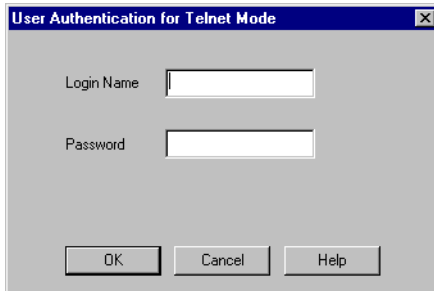 User Authentication for Telnet Mode
Login Name
Password
OK Cancel Help